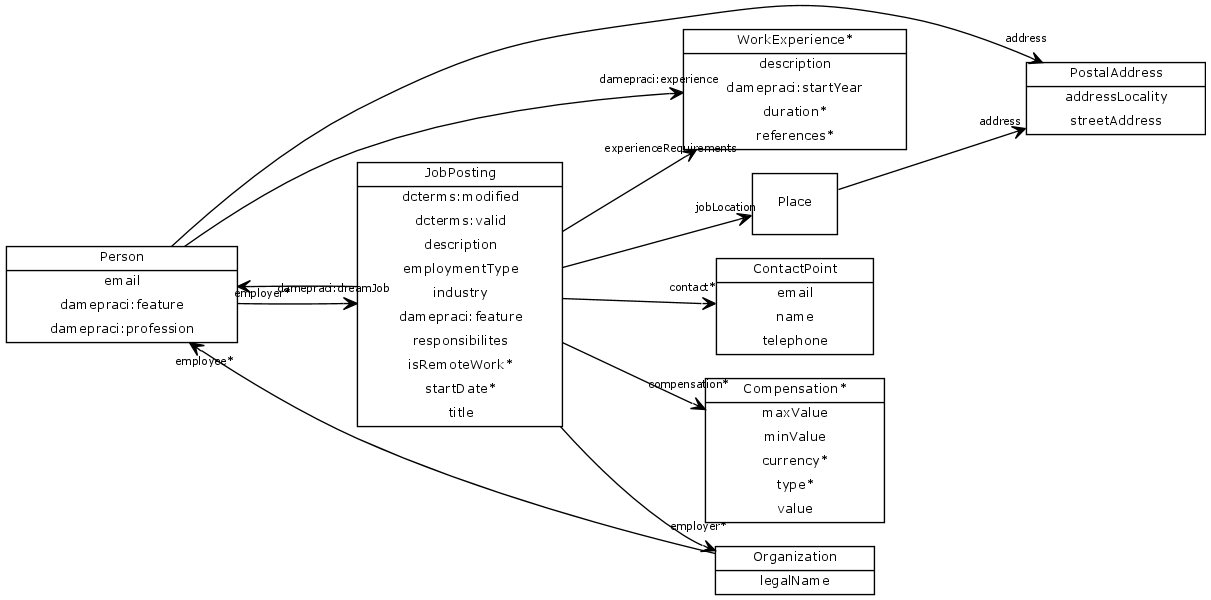 address
WorkExperience*
description
damepraci:startYear
duration*
references*
damepraci:experience
PostalAddress
addressLocality
streetAddress
address
experienceRequirements
JobPosting
dcterms:modified
dcterms:valid
description
employmentType
industry
damepraci:feature
responsibilites
isRemoteWork*
startDate*
title
Place
jobLocation
Person
email
damepraci:feature
damepraci:profession
ContactPoint
email
name
telephone
contact*
damepraci:dreamJob
employer*
employee*
compensation*
Compensation*
maxValue
minValue
currency*
type*
value
employer*
Organization
legalName